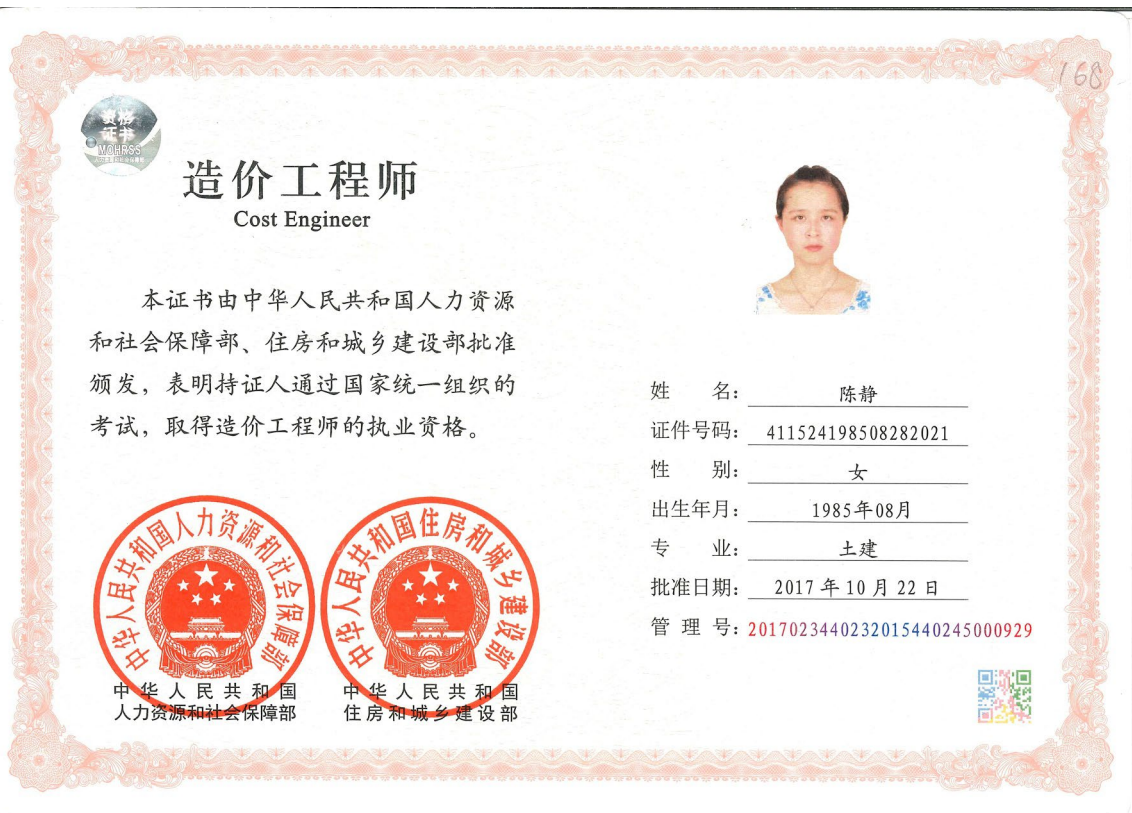 168
资格
证书
MOHRSS
造价工程师
Cost Engineer
本证书由中华人民共和国人力资源
和社会保障部、住房和城乡建设部批准
颁发，表明持证人通过国家统一组织的
考试，取得造价工程师的执业资格。
中华人民共和国人力资源和社会保障部
中华人民共和国住房和城乡建设部
中华人民共和国
人力资源和社会保障部
中华人民共和国
住房和城乡建设部
姓 名：陈静
证件号码：411524198508282021
性 别：女
出生年月：1985年08月
专 业：土建
批准日期：2017 年 10 月 22 日
管 理 号：2017023440232015440245000929